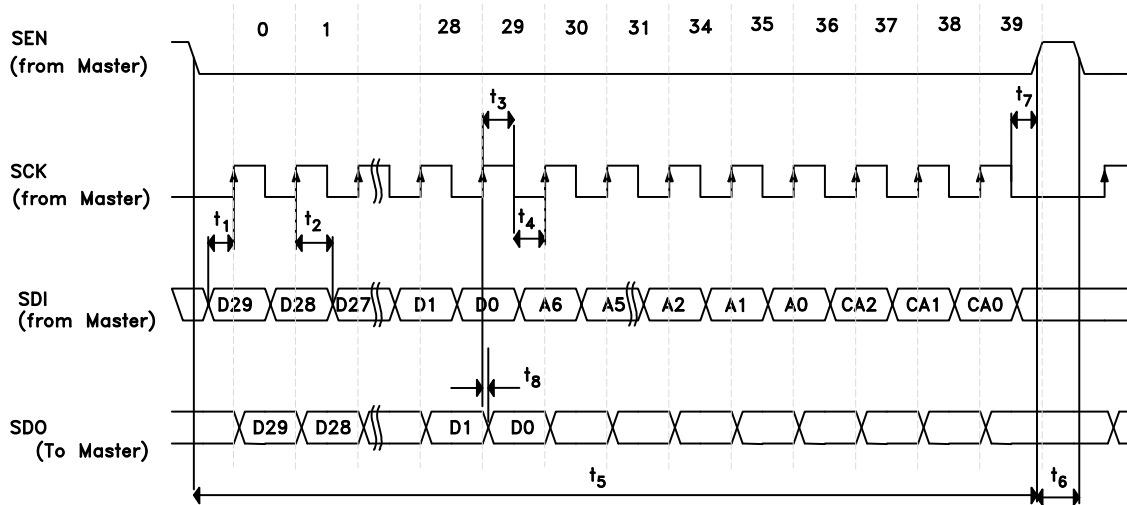 0 1 28 29 30 31 34 35 36 37 38 39
SEN
(from Master)
t3
t7
SCK
(from Master)
t1 t2 t4
SDI
(from Master)
D29 D28 D27 D1 D0 A6 A5 A2 A1 A0 CA2 CA1 CA0
t8
SDO
(To Master)
D29 D28 D1 D0
t5 t6